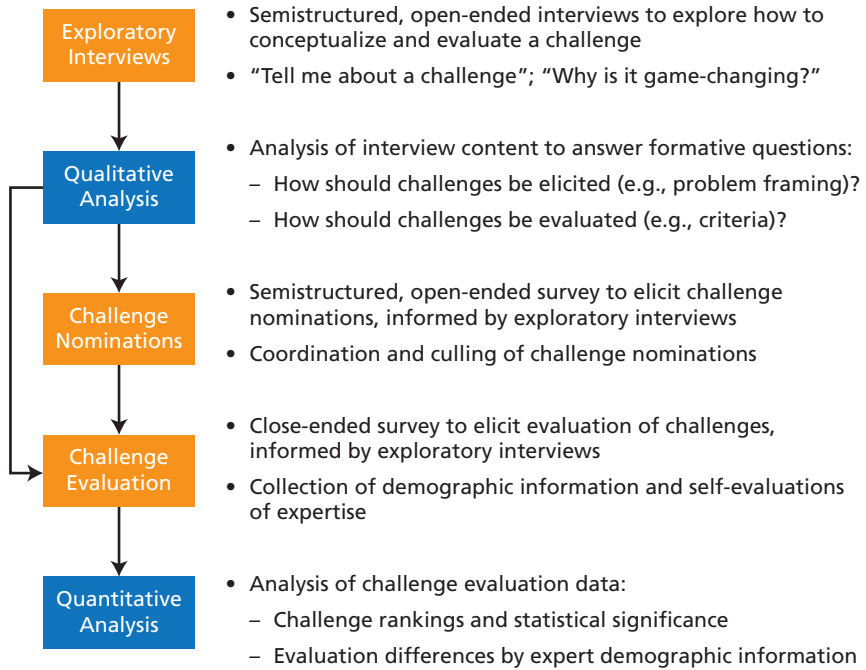 Exploratory
Interviews
• Semistructured, open-ended interviews to explore how to
conceptualize and evaluate a challenge
• “Tell me about a challenge”; “Why is it game-changing?”
Qualitative
Analysis
• Analysis of interview content to answer formative questions:
– How should challenges be elicited (e.g., problem framing)?
– How should challenges be evaluated (e.g., criteria)?
Challenge
Nominations
• Semistructured, open-ended survey to elicit challenge
nominations, informed by exploratory interviews
• Coordination and culling of challenge nominations
Challenge
Evaluation
• Close-ended survey to elicit evaluation of challenges,
informed by exploratory interviews
• Collection of demographic information and self-evaluations
of expertise
Quantitative
Analysis
• Analysis of challenge evaluation data:
– Challenge rankings and statistical significance
– Evaluation differences by expert demographic information